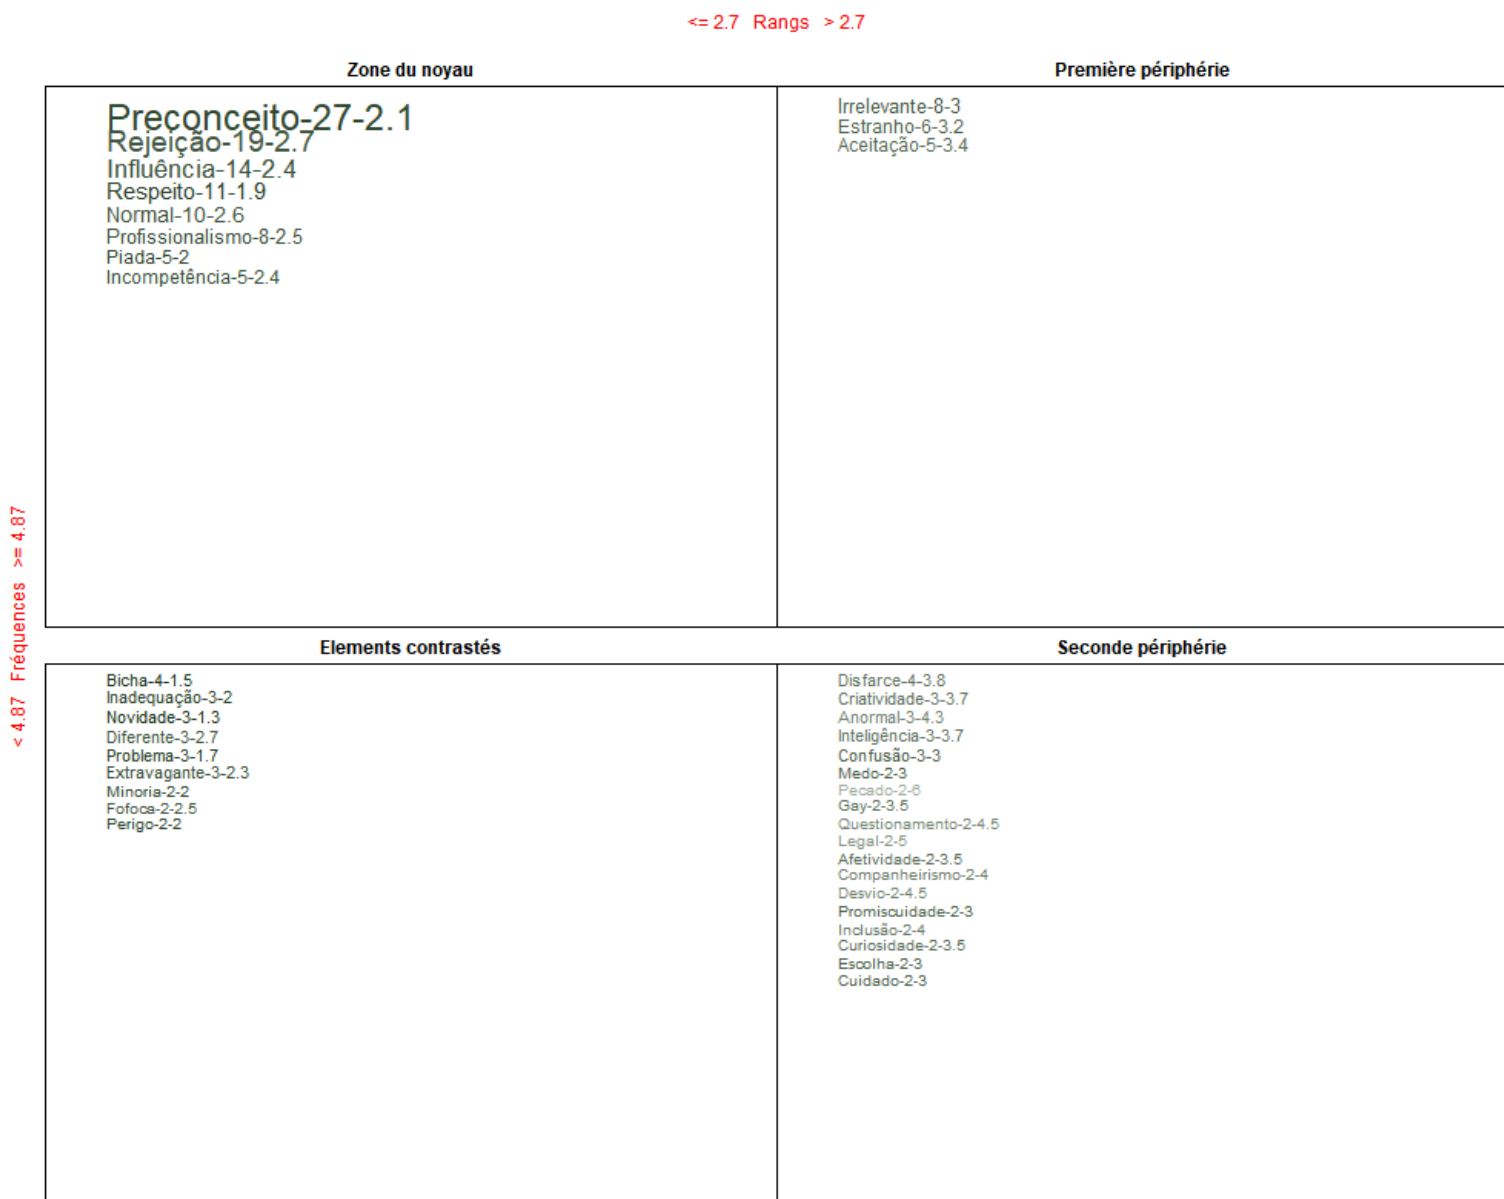 <= 2.7 Rangs > 2.7
Zone du noyau
Preconceito-27-2.1
Rejeição-19-2.7
Influência-14-2.4
Respeito-11-1.9
Normal-10-2.6
Profissionalismo-8-2.5
Piada-5-2
Incompetência-5-2.4
Première périphérie
Irrelevante-8-3
Estranho-6-3.2
Aceitação-5-3.4
< 4.87 Fréquences >= 4.87
Elements contrastés
Bicha-4-1.5
Inadequação-3-2
Novidade-3-1.3
Diferente-3-2.7
Problema-3-1.7
Extravagante-3-2.3
Minoria-2-2
Fofoca-2-2.5
Perigo-2-2
Seconde périphérie
Disfarce-4-3.8
Criatividade-3-3.7
Anormal-3-4.3
Inteligência-3-3.7
Confusão-3-3
Medo-2-3
Pecado-2-6
Gay-2-3.5
Questionamento-2-4.5
Legal-2-5
Afetividade-2-3.5
Companheirismo-2-4
Desvio-2-4.5
Promiscuidade-2-3
Inclusão-2-4
Curiosidade-2-3.5
Escolha-2-3
Cuidado-2-3